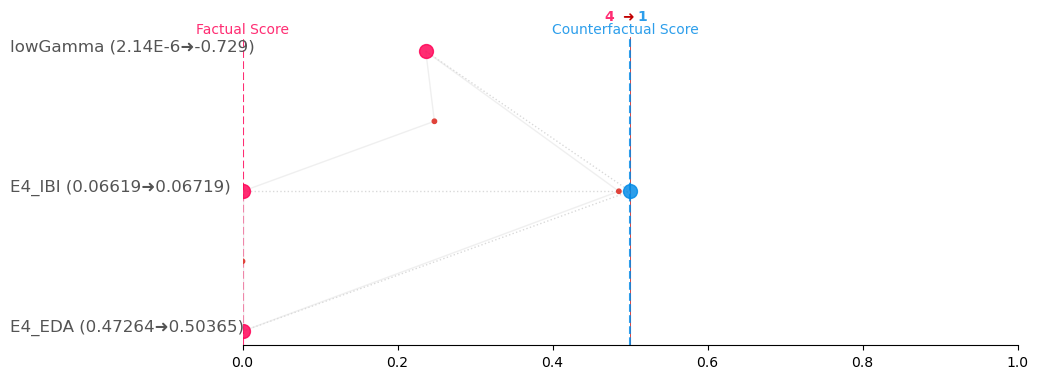 4 ➔ 1
Factual Score
Counterfactual Score
lowGamma (2.14E-6➔-0.729)
E4_IBI (0.06619➔0.06719)
E4_EDA (0.47264➔0.50365)
0.0 0.2 0.4 0.6 0.8 1.0